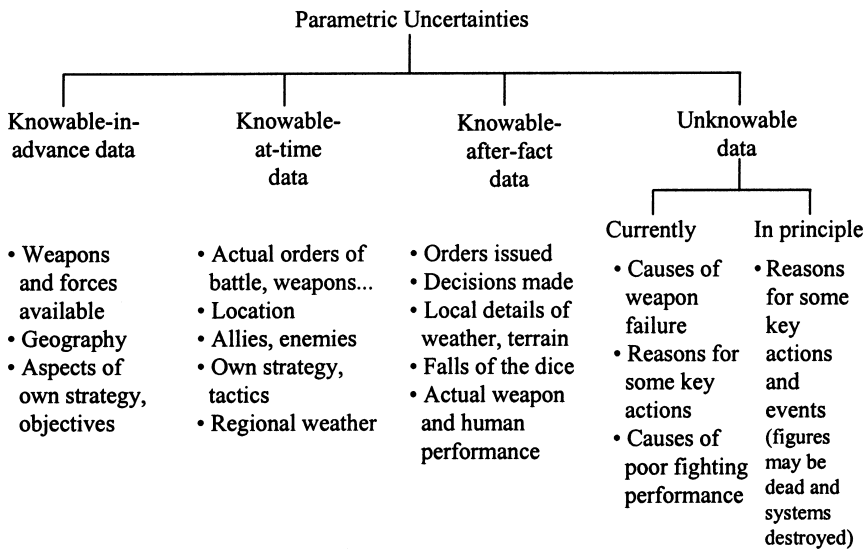 Parametric Uncertainties
Knowable-in-
advance data
• Weapons
and forces
available
• Geography
• Aspects of
own strategy,
objectives
Knowable-
at-time
data
• Actual orders of
battle, weapons...
• Location
• Allies, enemies
• Own strategy,
tactics
• Regional weather
Knowable-
after-fact
data
• Orders issued
• Decisions made
• Local details of
weather, terrain
• Falls of the dice
• Actual weapon
and human
performance
Unknowable
data
Currently
• Causes of
weapon
failure
• Reasons for
some key
actions
• Causes of
poor fighting
performance
In principle
• Reasons
for some
key
actions
and
events
(figures
may be
dead and
systems
destroyed)